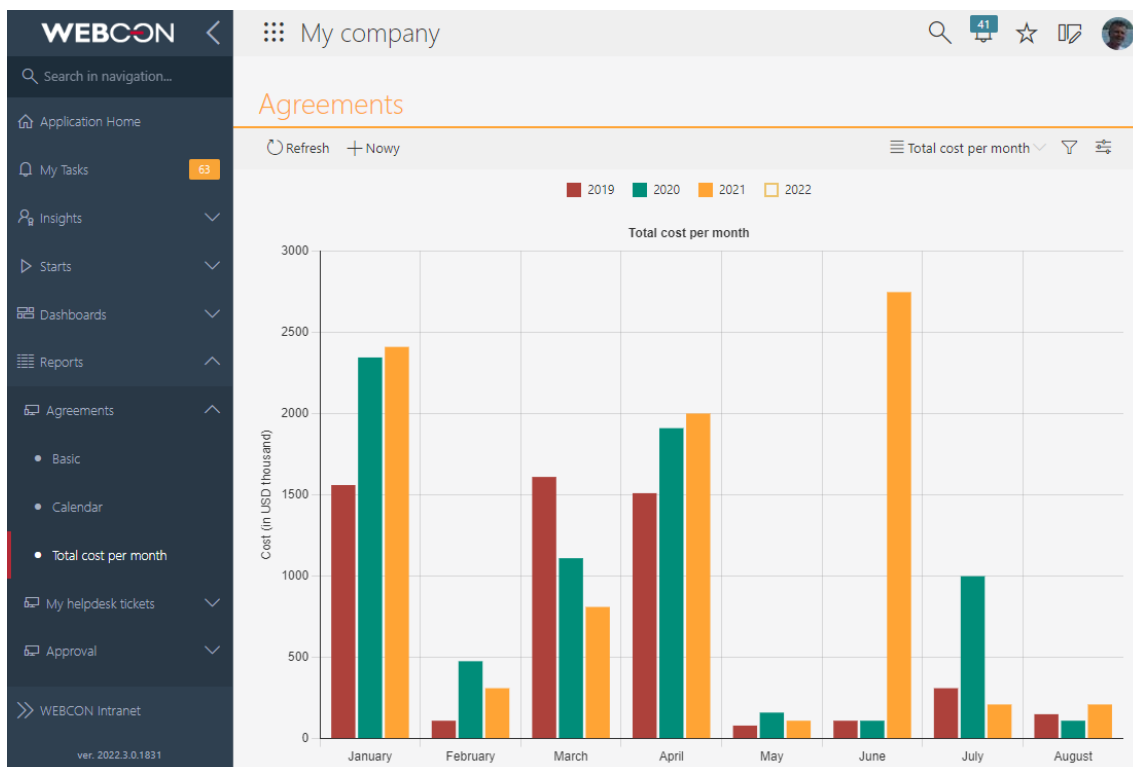 WEBCON
My company
41
Search in navigation...
Application Home
My Tasks
63
Insights
Starts
Dashboards
Reports
Agreements
Basic
Calendar
Total cost per month
My helpdesk tickets
Approval
WEBCON Intranet
ver. 2022.3.0.1831
Agreements
Refresh
Nowy
Total cost per month
2019
2020
2021
2022
Total cost per month
Cost (in USD thousand)
3000
2500
2000
1500
1000
500
0
January
February
March
April
May
June
July
August